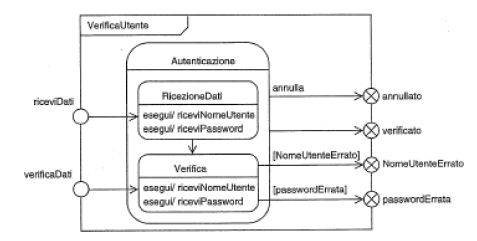 VerificaUtente
Autenticazione
annulla
RicezioneDati
riceviDati
annullato
esegui/ riceviNomeUtente
esegui/ riceviPassword
verificato
[NomeUtenteErrato]
Verifica
NomeUtenteErrato
verificaDati
esegui/ riceviNomeUtente
[passwordErrata]
esegui/ riceviPassword
passwordErrata